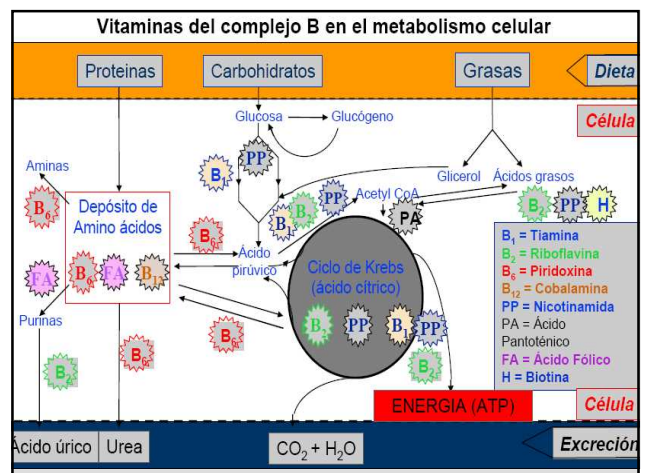 Vitaminas del complejo B en el metabolismo celular
Proteinas
Carbohidratos
Grasas
Dieta
Célula
Glucosa
Glucógeno
PP
B1
Aminas
B6
Glicerol
Ácidos grasos
Acetyl CoA
PP
B2
B1
PA
B2
PP
H
Depósito de
Amino ácidos
B6
Ácido
pirúvico
FA
B6
FA
B12
Ciclo de Krebs
(ácido cítrico)
B2
PP
B1
PP
B2
B6
Purinas
B2
B6
B1 = Tiamina
B2 = Riboflavina
B6 = Piridoxina
B12 = Cobalamina
PP = Nicotinamida
PA = Ácido
Pantoténico
FA = Ácido Fólico
H = Biotina
ENERGIA (ATP)
Célula
Ácido úrico
Urea
CO2 + H2O
Excreción